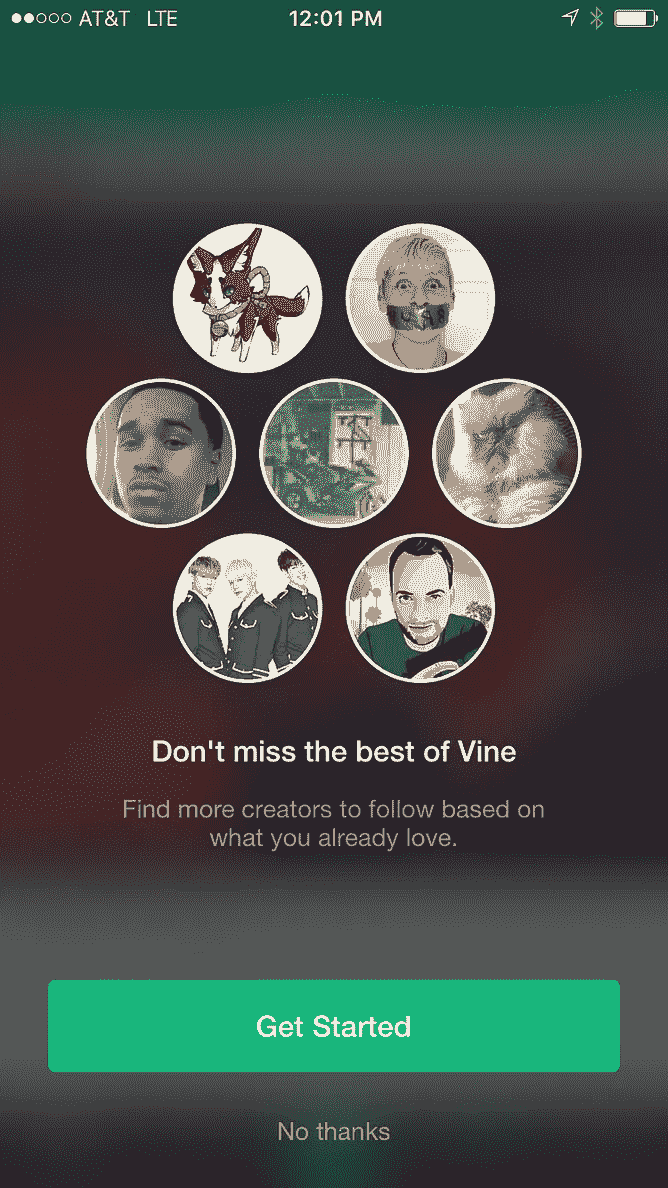 AT&T LTE 12:01 PM
Don't miss the best of Vine
Find more creators to follow based on
what you already love.
Get Started
No thanks